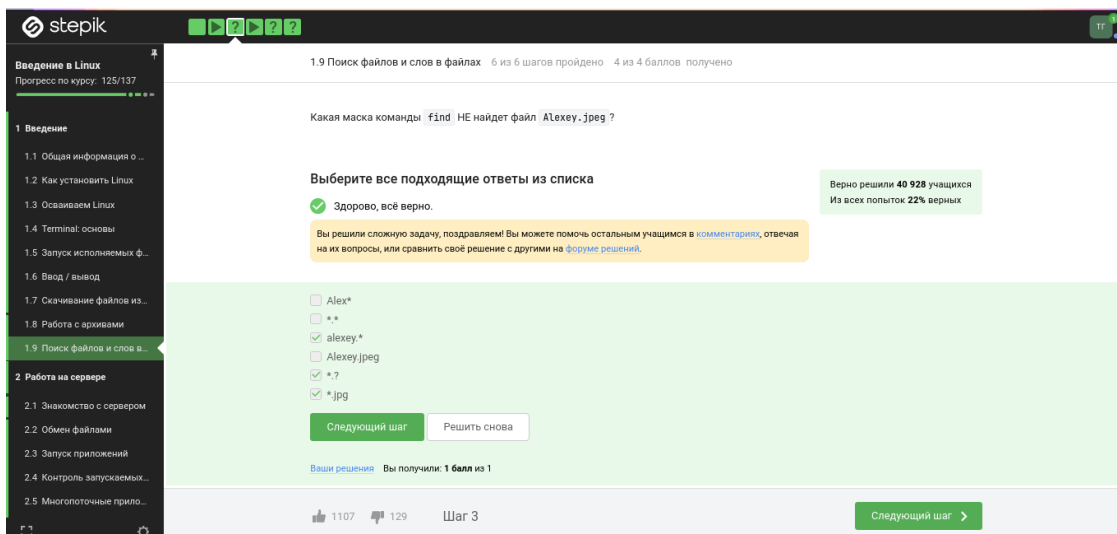 stepik
?
?
?
ТГ
Введение в Linux
Прогресс по курсу: 125/137
1 Введение
1.1 Общая информация о ...
1.2 Как установить Linux
1.3 Осваиваем Linux
1.4 Terminal: основы
1.5 Запуск исполняемых ф...
1.6 Ввод / вывод
1.7 Скачивание файлов из...
1.8 Работа с архивами
1.9 Поиск файлов и слов в...
2 Работа на сервере
2.1 Знакомство с сервером
2.2 Обмен файлами
2.3 Запуск приложений
2.4 Контроль запускаемых...
2.5 Многопоточные прило...
1.9 Поиск файлов и слов в файлах 6 из 6 шагов пройдено 4 из 4 баллов получено
Какая маска команды find НЕ найдет файл Alexey.jpeg ?
Выберите все подходящие ответы из списка
Здорово, всё верно.
Вы решили сложную задачу, поздравляем! Вы можете помочь остальным учащимся в комментариях, отвечая
на их вопросы, или сравнить своё решение с другими на форуме решений.
Верно решили 40 928 учащихся
Из всех попыток 22% верных
Alex*
*.*
alexey.*
Alexey.jpeg
*.?
*.jpg
Следующий шаг Решить снова
Ваши решения Вы получили: 1 балл из 1
1107 129 Шаг 3 Следующий шаг